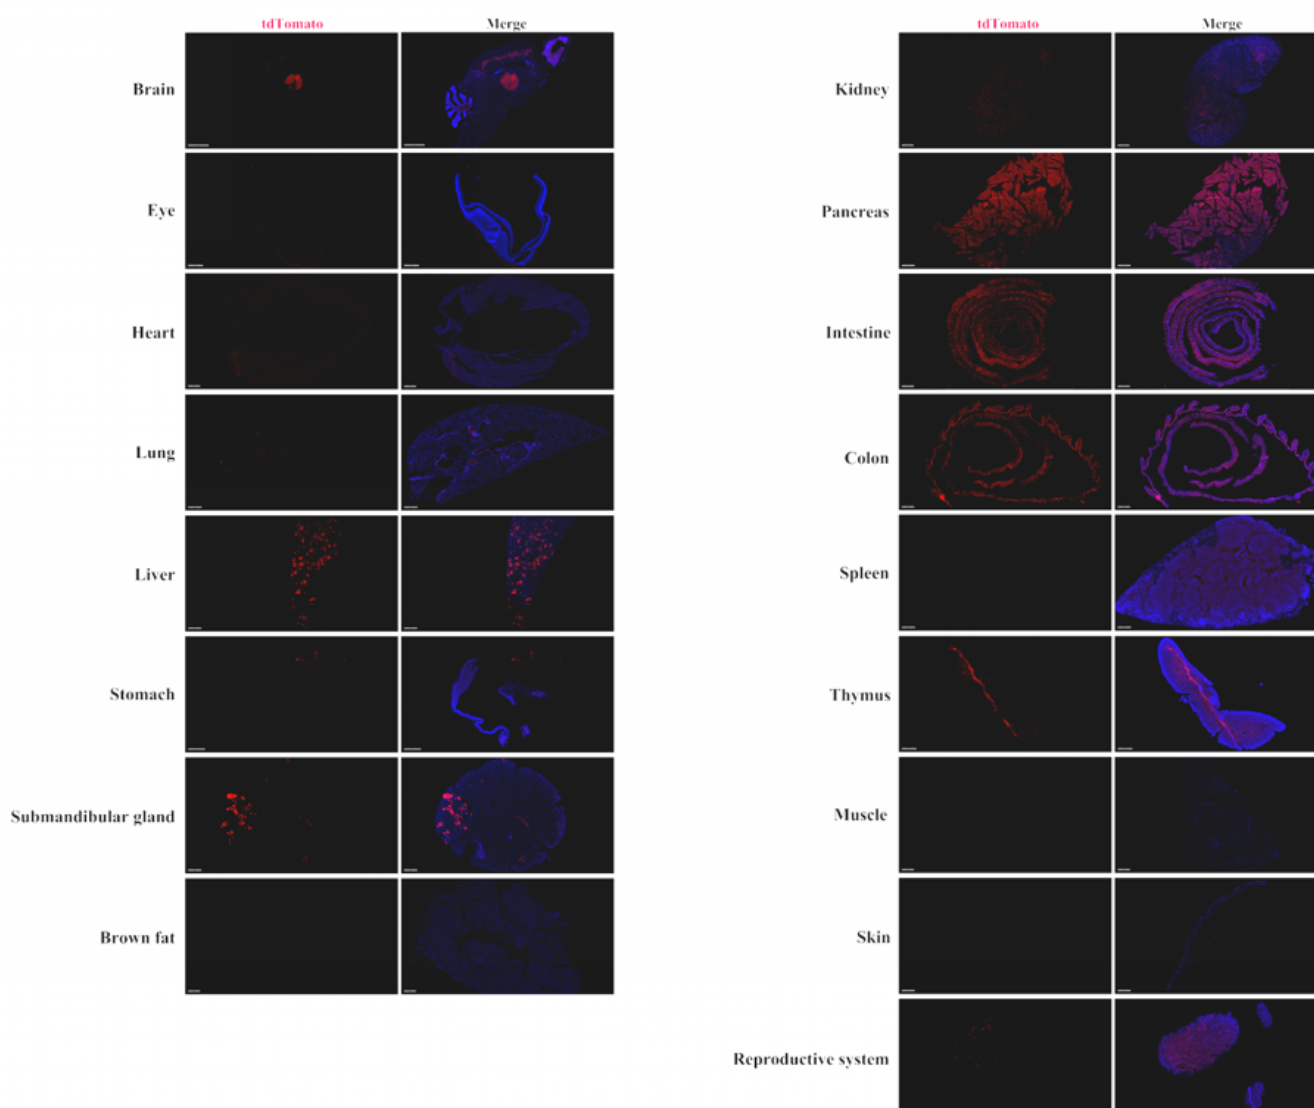 tdTomato Merge
Brain
Eye
Heart
Lung
Liver
Stomach
Submandibular gland
Brown fat
tdTomato Merge
Kidney
Pancreas
Intestine
Colon
Spleen
Thymus
Muscle
Skin
Reproductive system